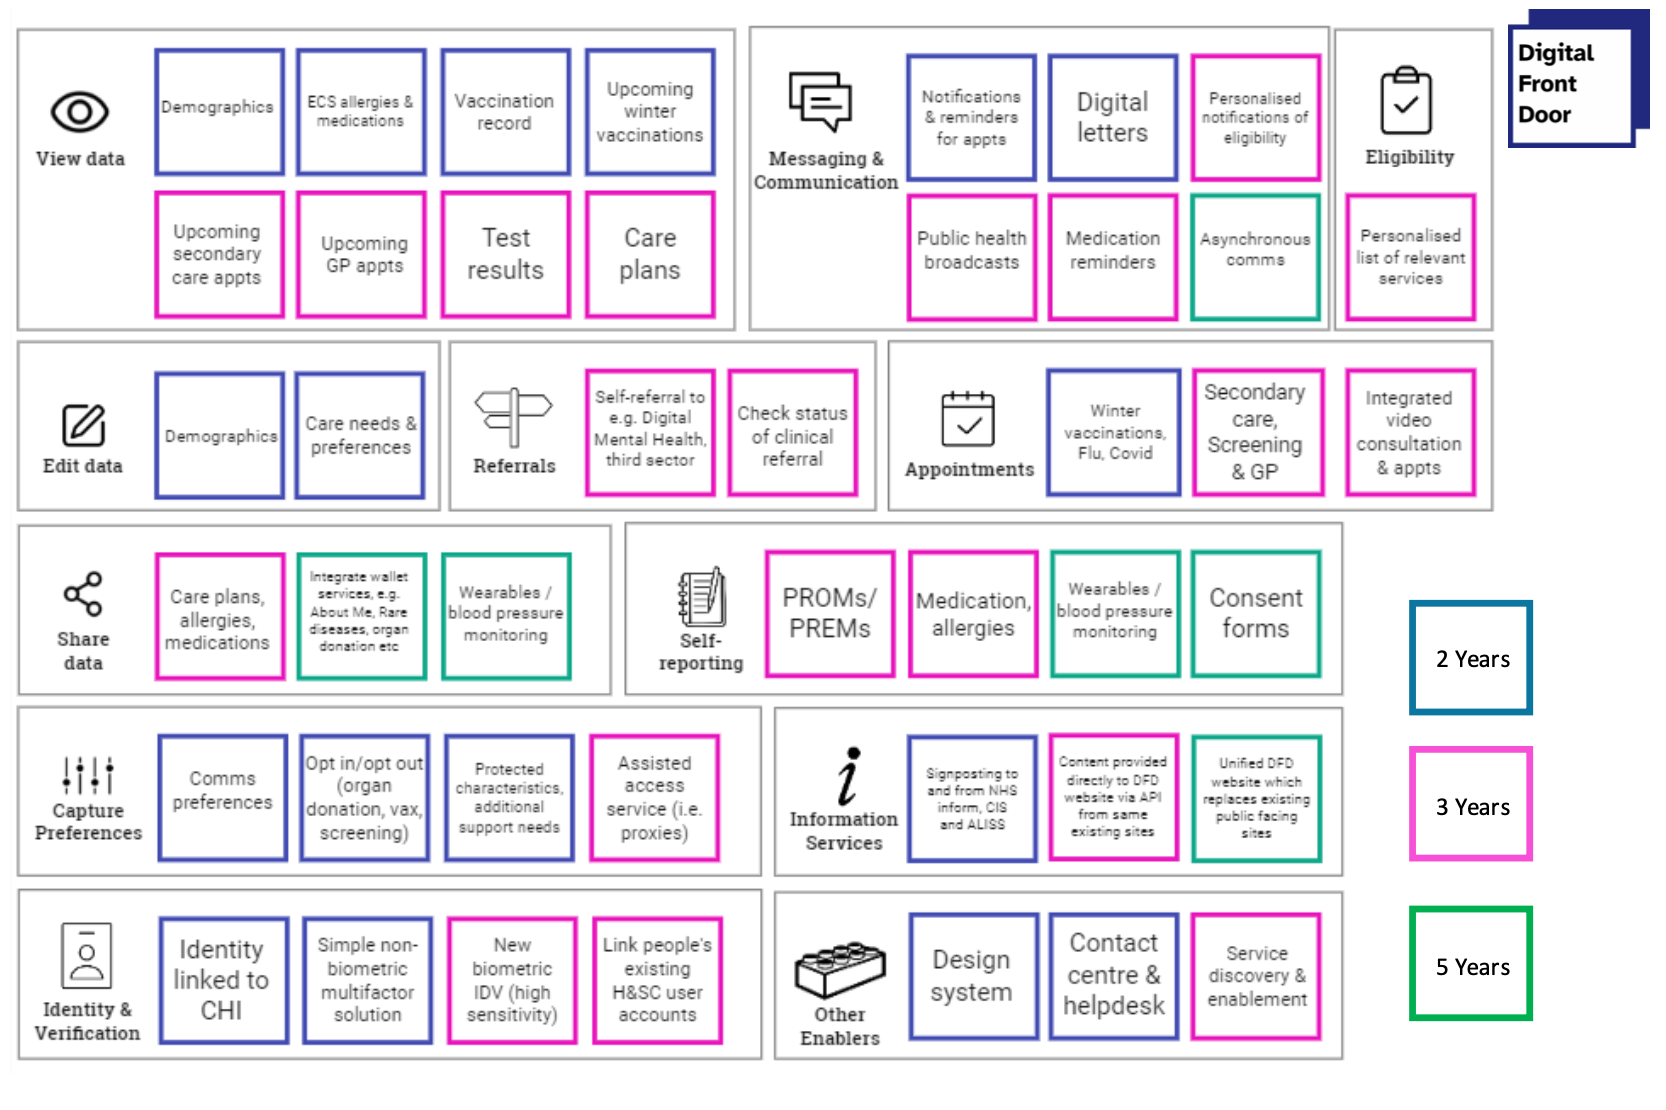 Digital
Front
Door
View data
Demographics
ECS allergies &
medications
Vaccination
record
Upcoming
winter
vaccinations
Upcoming
secondary
care appts
Upcoming
GP appts
Test
results
Care
plans
Messaging &
Communication
Notifications
& reminders
for appts
Digital
letters
Personalised
notifications of
eligibility
Public health
broadcasts
Medication
reminders
Asynchronous
comms
Eligibility
Personalised
list of relevant
services
Edit data
Demographics
Care needs &
preferences
Referrals
Self-referral to
e.g. Digital
Mental Health,
third sector
Check status
of clinical
referral
Appointments
Winter
vaccinations,
Flu, Covid
Secondary
care,
Screening
& GP
Integrated
video
consultation
& appts
Share
data
Care plans,
allergies,
medications
Integrate wallet
services, e.g.
About Me, Rare
diseases, organ
donation etc
Wearables /
blood pressure
monitoring
Self-
reporting
PROMs/
PREMs
Medication,
allergies
Wearables /
blood pressure
monitoring
Consent
forms
Capture
Preferences
Comms
preferences
Opt in/opt out
(organ
donation, vax,
screening)
Protected
characteristics,
additional
support needs
Assisted
access
service (i.e.
proxies)
Information
Services
Signposting to
and from NHS
inform, CIS
and ALISS
Content provided
directly to DFD
website via API
from same
existing sites
Unified DFD
website which
replaces existing
public facing
sites
Identity &
Verification
Identity
linked to
CHI
Simple non-
biometric
multifactor
solution
New
biometric
IDV (high
sensitivity)
Link people's
existing
H&SC user
accounts
Other
Enablers
Design
system
Contact
centre &
helpdesk
Service
discovery &
enablement
2 Years
3 Years
5 Years